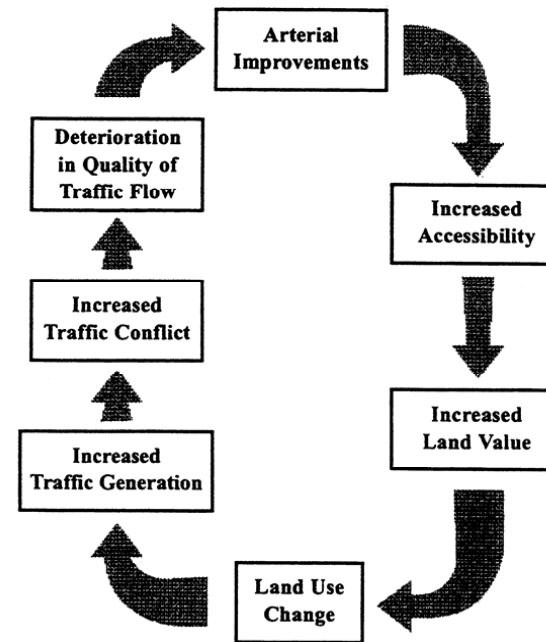 Arterial
Improvements
Increased
Accessibility
Increased
Land Value
Land Use
Change
Increased
Traffic Generation
Increased
Traffic Conflict
Deterioration
in Quality of
Traffic Flow